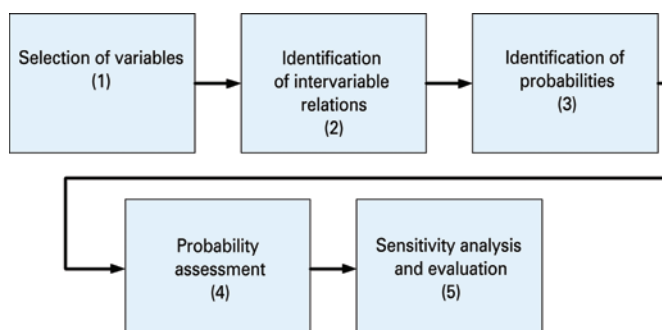 Selection of variables
(1)
Identification
of intervariable
relations
(2)
Identification of
probabilities
(3)
Probability
assessment
(4)
Sensitivity analysis
and evaluation
(5)